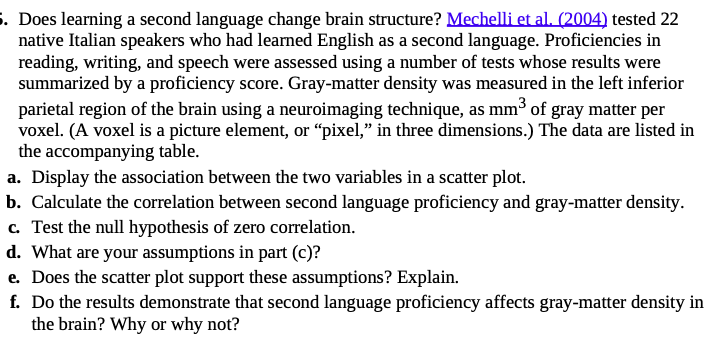 5. Does learning a second language change brain structure? Mechelli et al. (2004) tested 22
native Italian speakers who had learned English as a second language. Proficiencies in
reading, writing, and speech were assessed using a number of tests whose results were
summarized by a proficiency score. Gray-matter density was measured in the left inferior
parietal region of the brain using a neuroimaging technique, as mm³ of gray matter per
voxel. (A voxel is a picture element, or “pixel,” in three dimensions.) The data are listed in
the accompanying table.
a. Display the association between the two variables in a scatter plot.
b. Calculate the correlation between second language proficiency and gray-matter density.
c. Test the null hypothesis of zero correlation.
d. What are your assumptions in part (c)?
e. Does the scatter plot support these assumptions? Explain.
f. Do the results demonstrate that second language proficiency affects gray-matter density in
the brain? Why or why not?